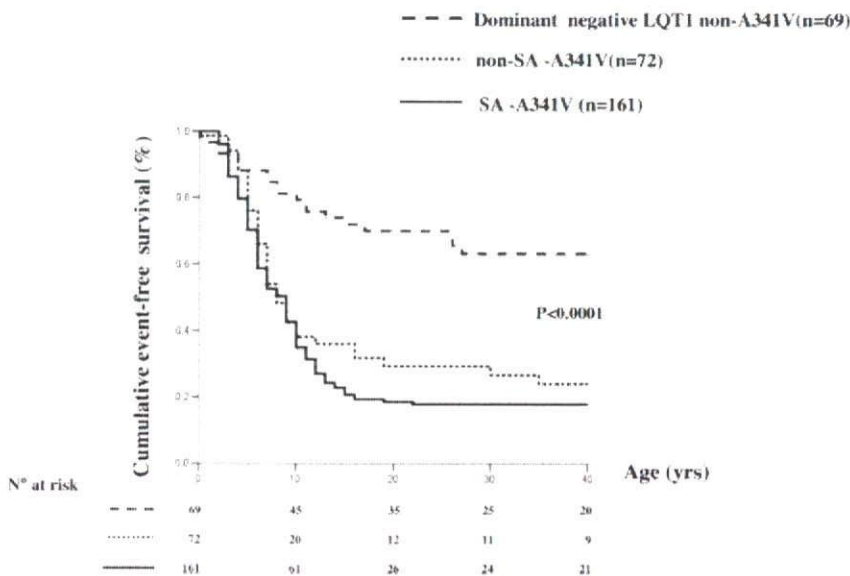 Dominant negative LQT1 non-A341V(n=69)
non-SA -A341V(n=72)
SA -A341V (n=161)
Cumulative event-free survival (%)
1.0
0.8
0.6
0.4
0.2
0.0
P<0.0001
0 10 20 30 40
Age (yrs)
N° at risk
69 45 35 25 20
72 20 12 11 9
161 61 26 24 21